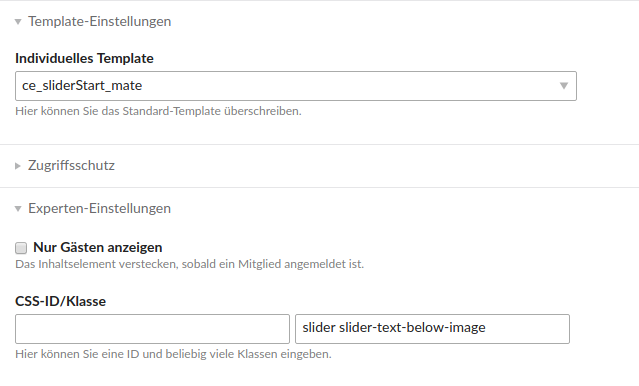 Template-Einstellungen
Individuelles Template
ce_sliderStart_mate
Hier können Sie das Standard-Template überschreiben.
Zugriffsschutz
Experten-Einstellungen
Nur Gästen anzeigen
Das Inhaltselement verstecken, sobald ein Mitglied angemeldet ist.
CSS-ID/Klasse
slider slider-text-below-image
Hier können Sie eine ID und beliebig viele Klassen eingeben.